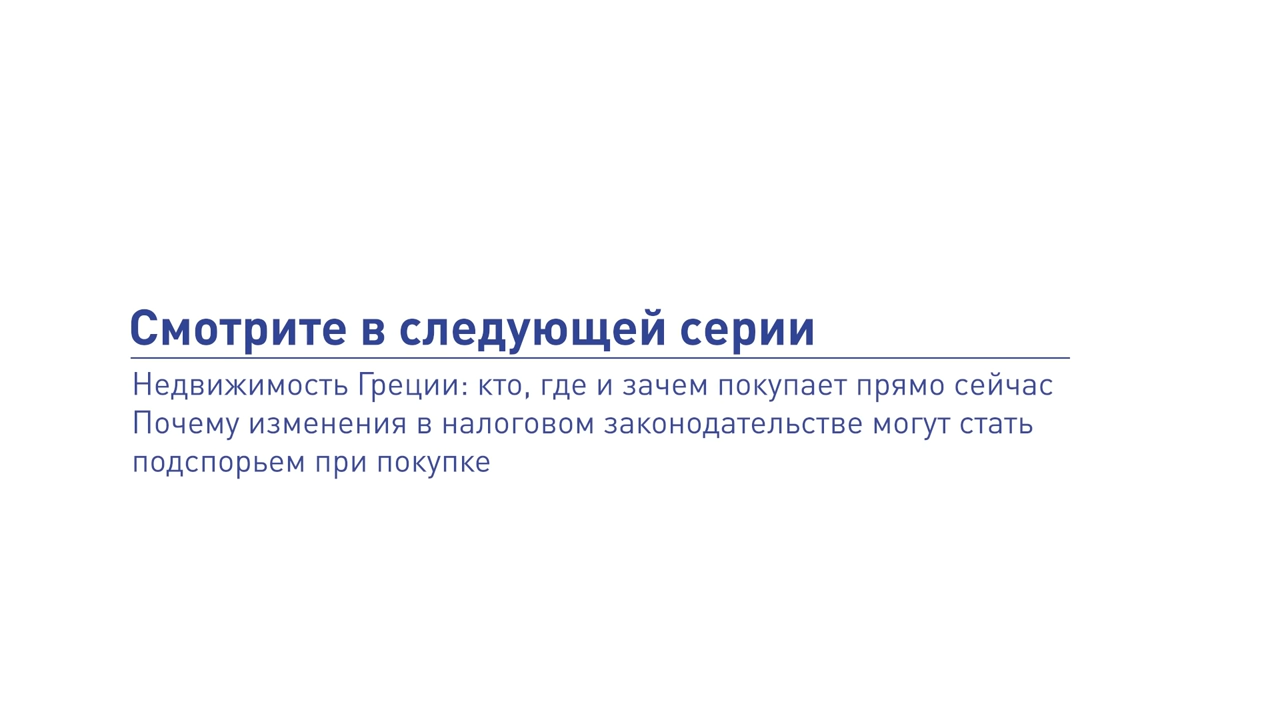 Смотрите в следующей серии
Недвижимость Греции: кто, где и зачем покупает прямо сейчас
Почему изменения в налоговом законодательстве могут стать
подспорьем при покупке